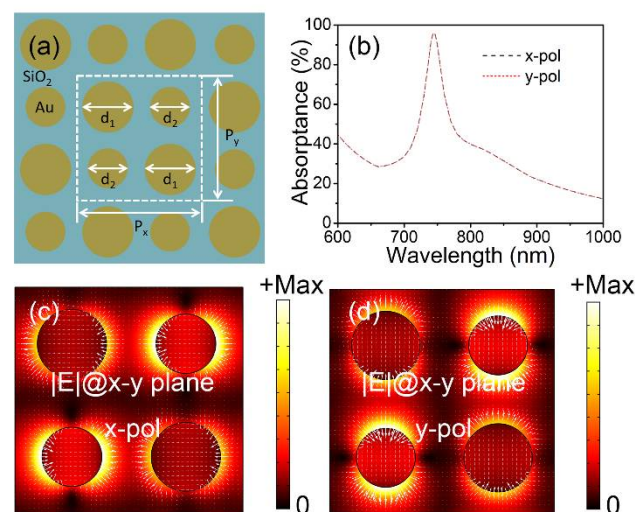 (a)
SiO₂
Au
d₁
d₂
d₂
d₁
Pᵧ
Pₓ
(b)
100
80
60
40
20
0
Absorptance (%)
x-pol
y-pol
600
700
800
900
1000
Wavelength (nm)
(c)
|E|@x-y plane
x-pol
+Max
0
(d)
|E|@x-y plane
y-pol
+Max
0